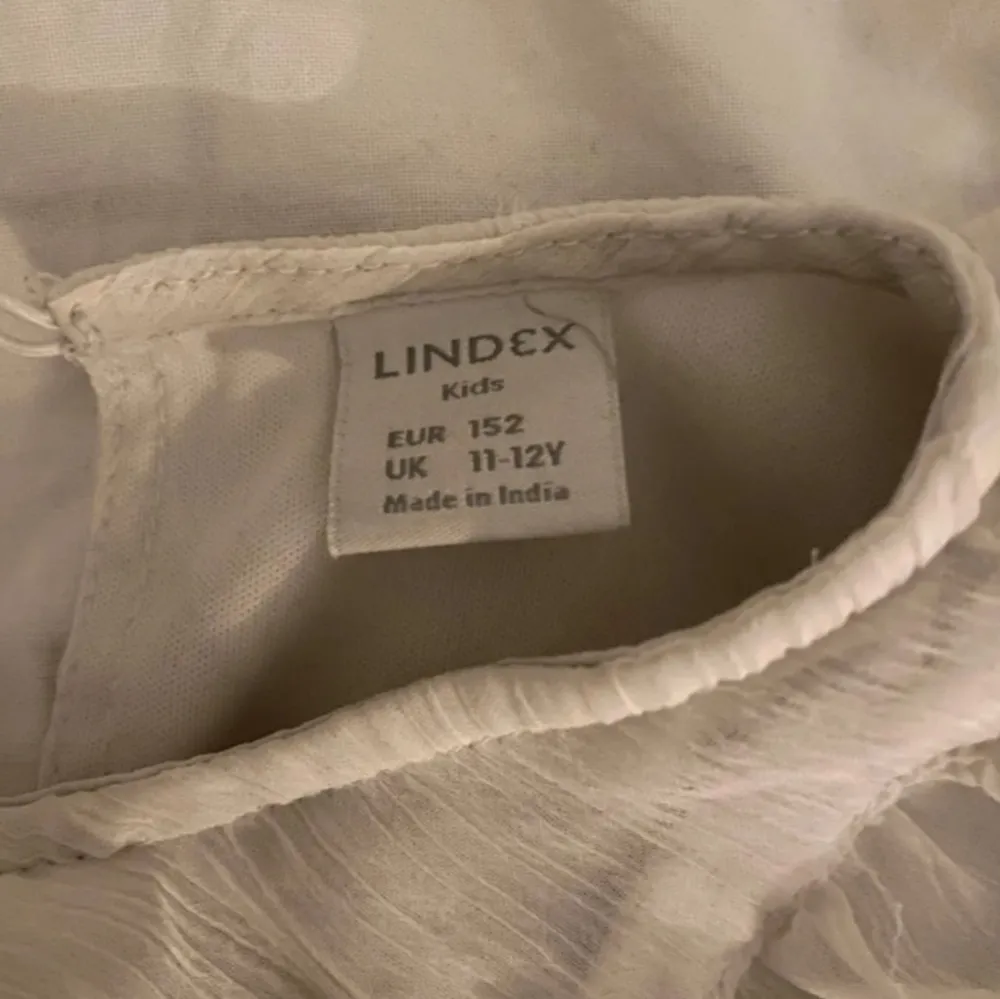 LINDEX
Kids
EUR 152
UK 11-12Y
Made in India